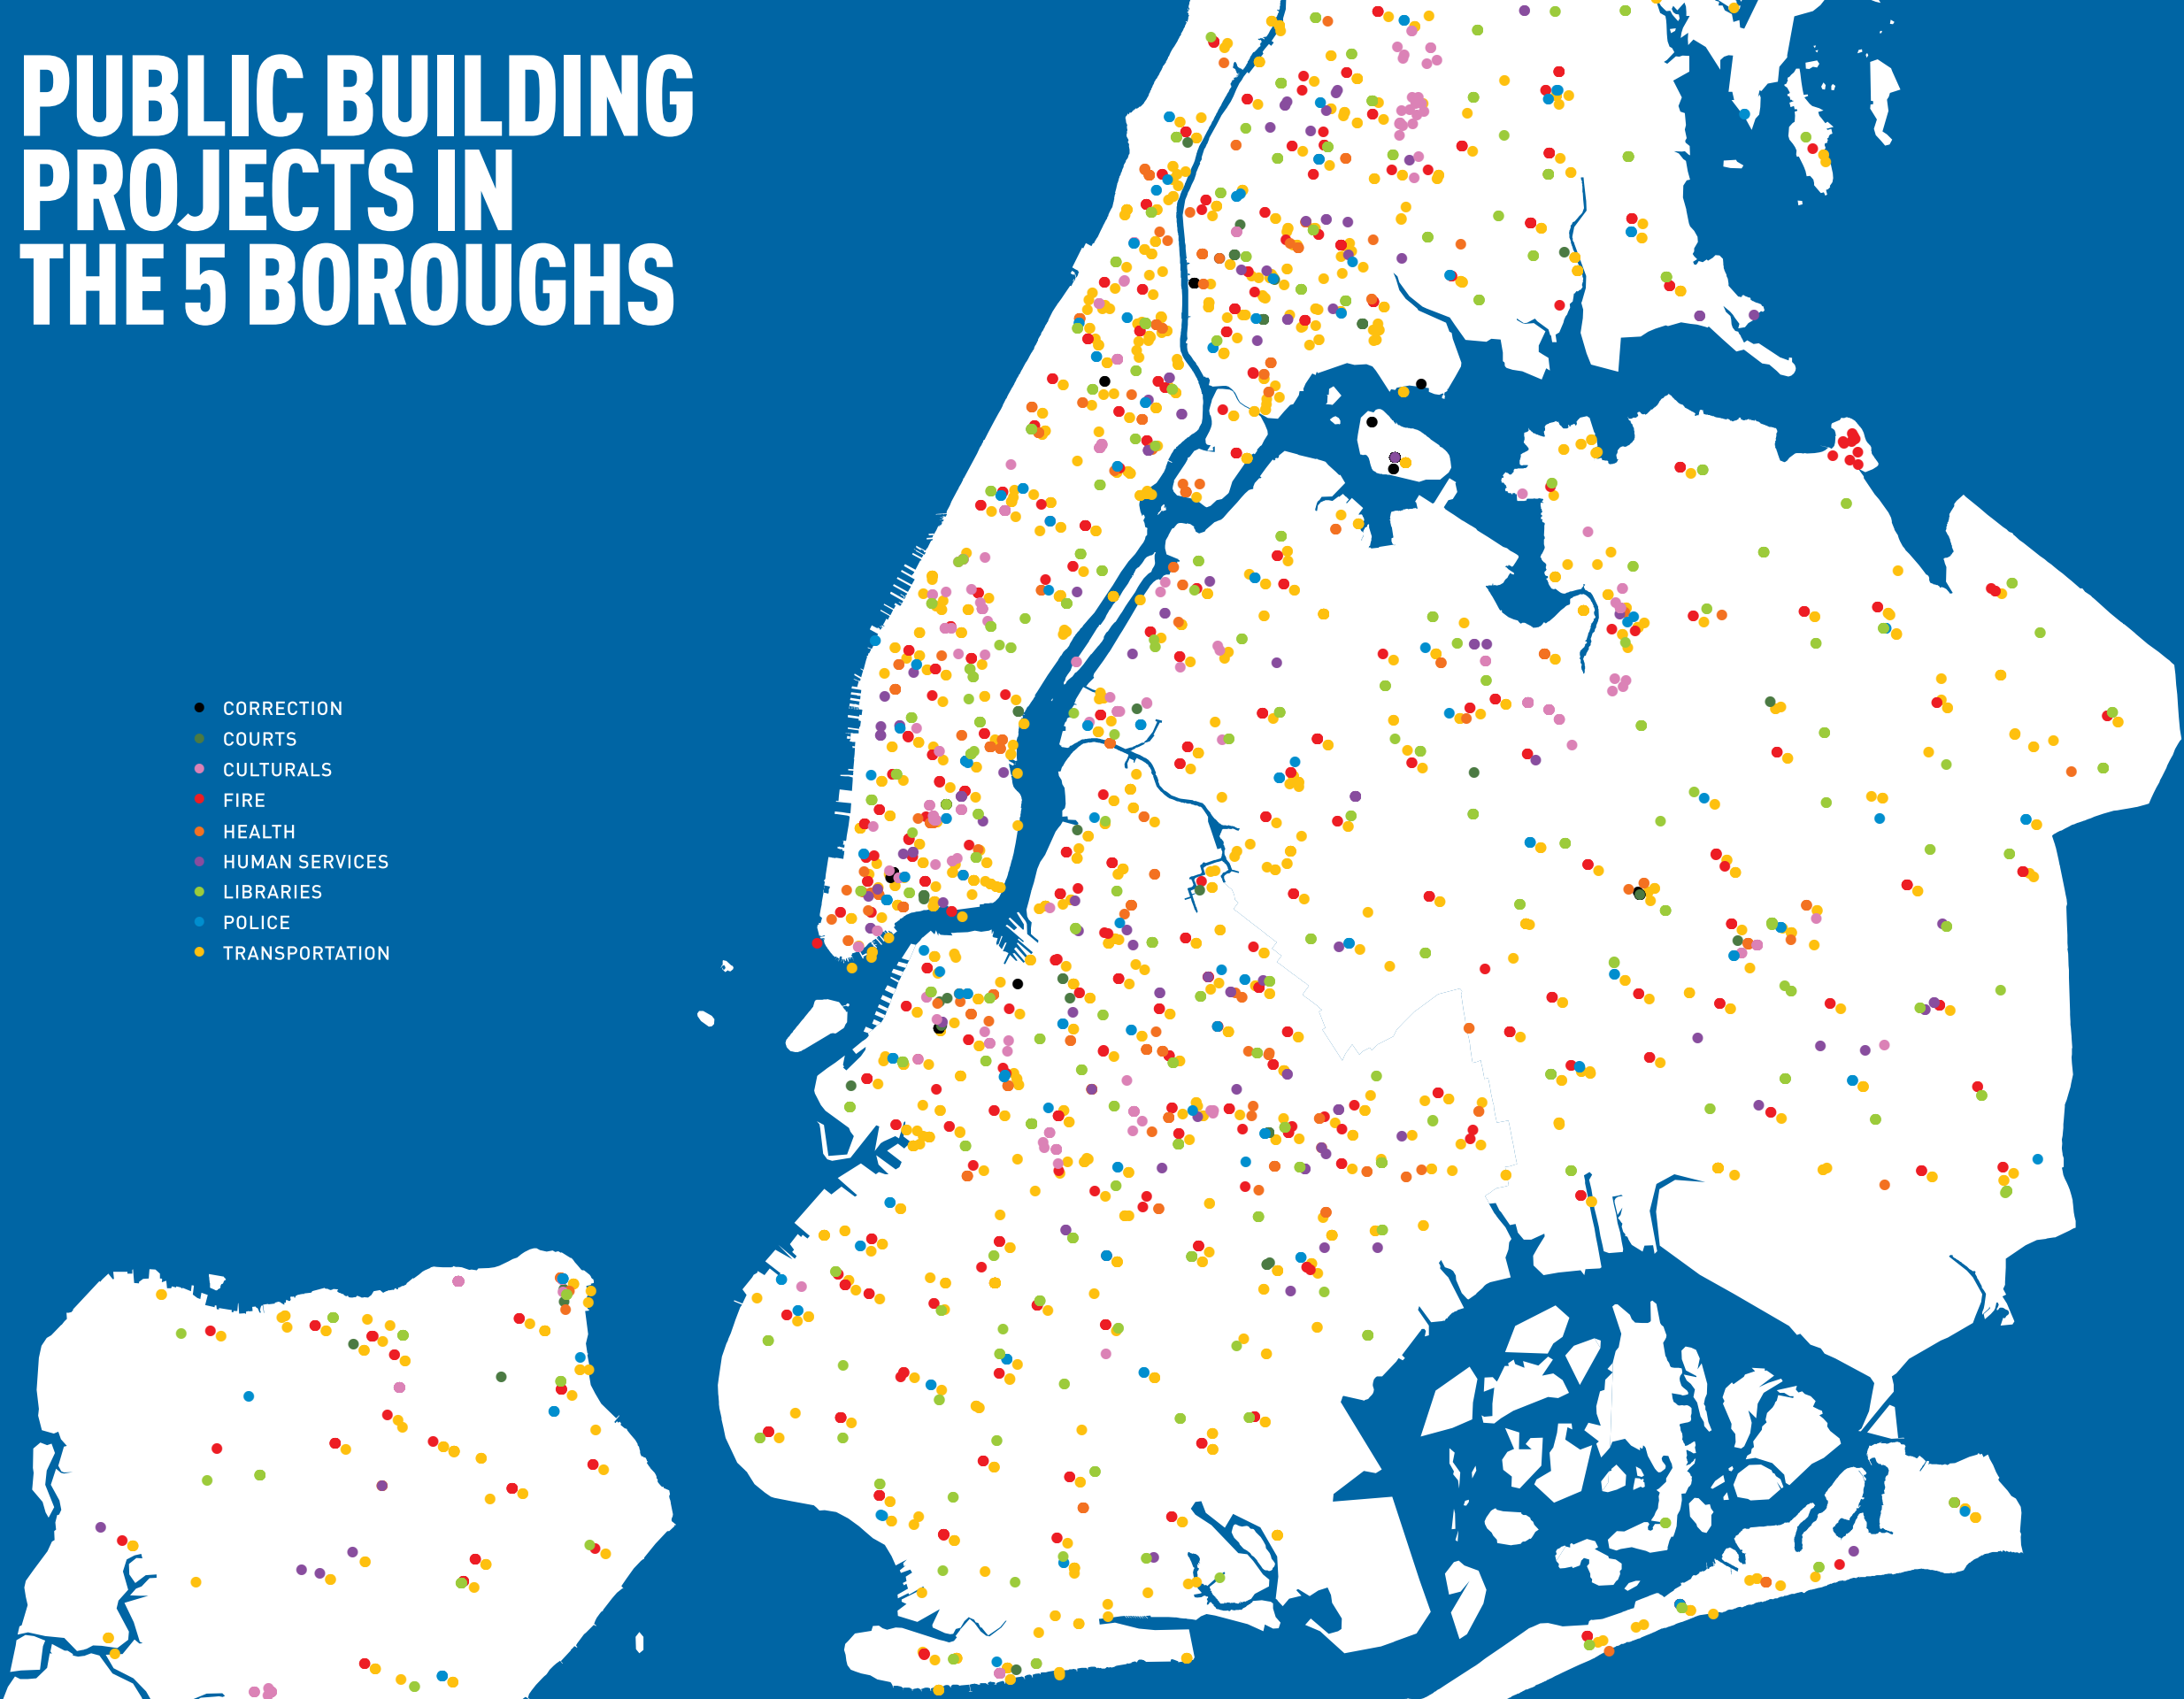 PUBLIC BUILDING
PROJECTS IN
THE 5 BOROUGHS
CORRECTION
COURTS
CULTURALS
FIRE
HEALTH
HUMAN SERVICES
LIBRARIES
POLICE
TRANSPORTATION